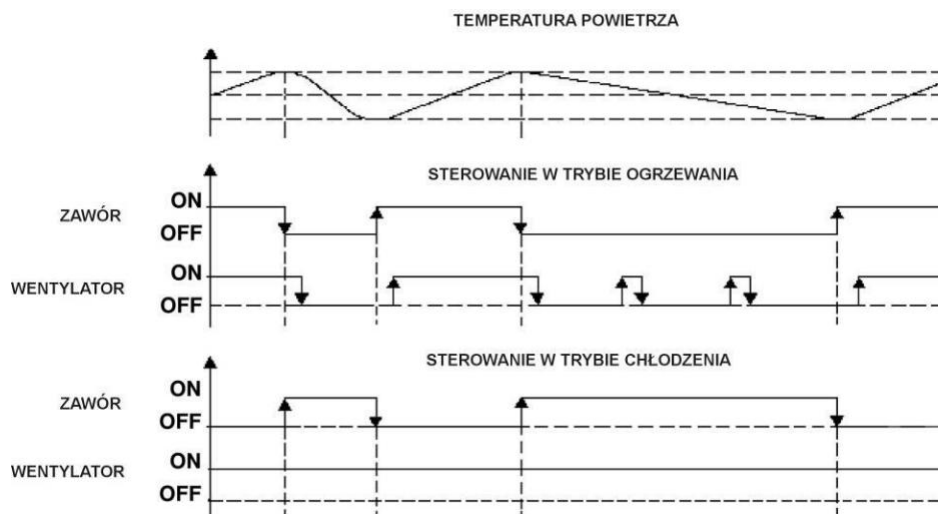 TEMPERATURA POWIETRZA
STEROWANIE W TRYBIE OGRZEWANIA
ZAWÓR
ON
OFF
WENTYLATOR
ON
OFF
STEROWANIE W TRYBIE CHŁODZENIA
ZAWÓR
ON
OFF
WENTYLATOR
ON
OFF